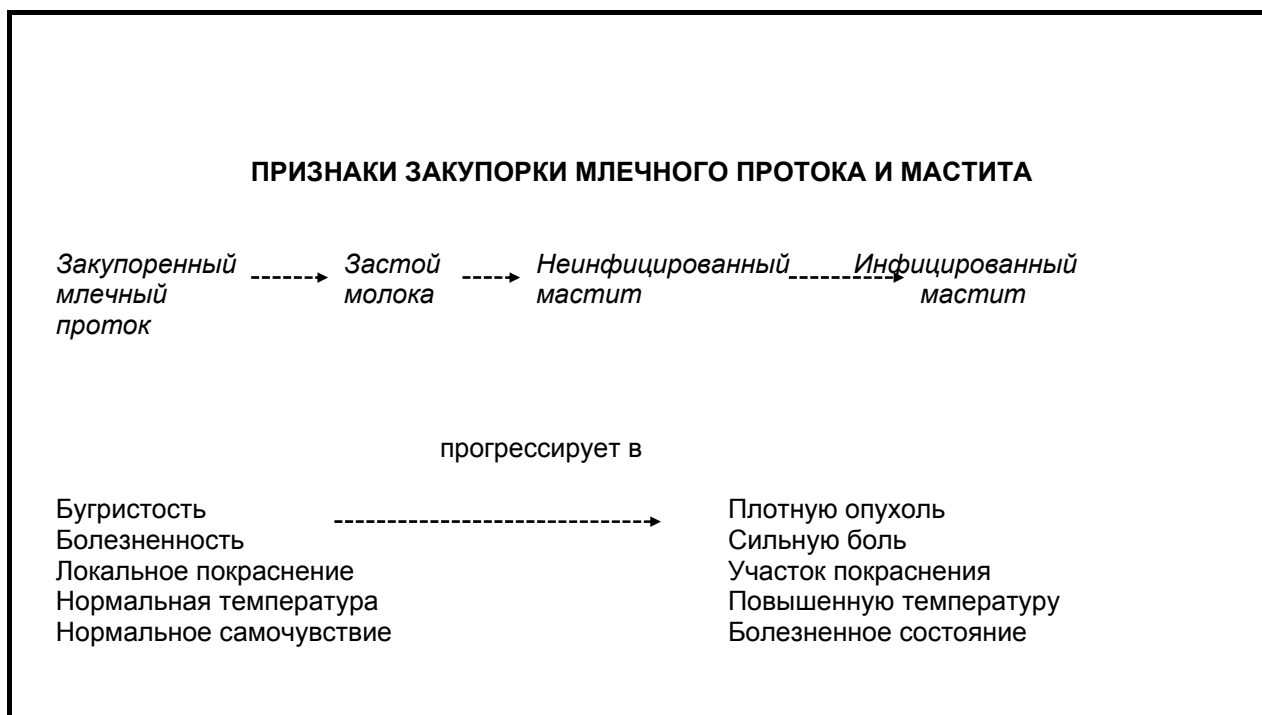 ПРИЗНАКИ ЗАКУПОРКИ МЛЕЧНОГО ПРОТОКА И МАСТИТА
Закупоренный Застой Неинфицированный Инфицированный
млечный молока мастит мастит
проток
прогрессирует в
Бугристость Плотную опухоль
Болезненность Сильную боль
Локальное покраснение Участок покраснения
Нормальная температура Повышенную температуру
Нормальное самочувствие Болезненное состояние